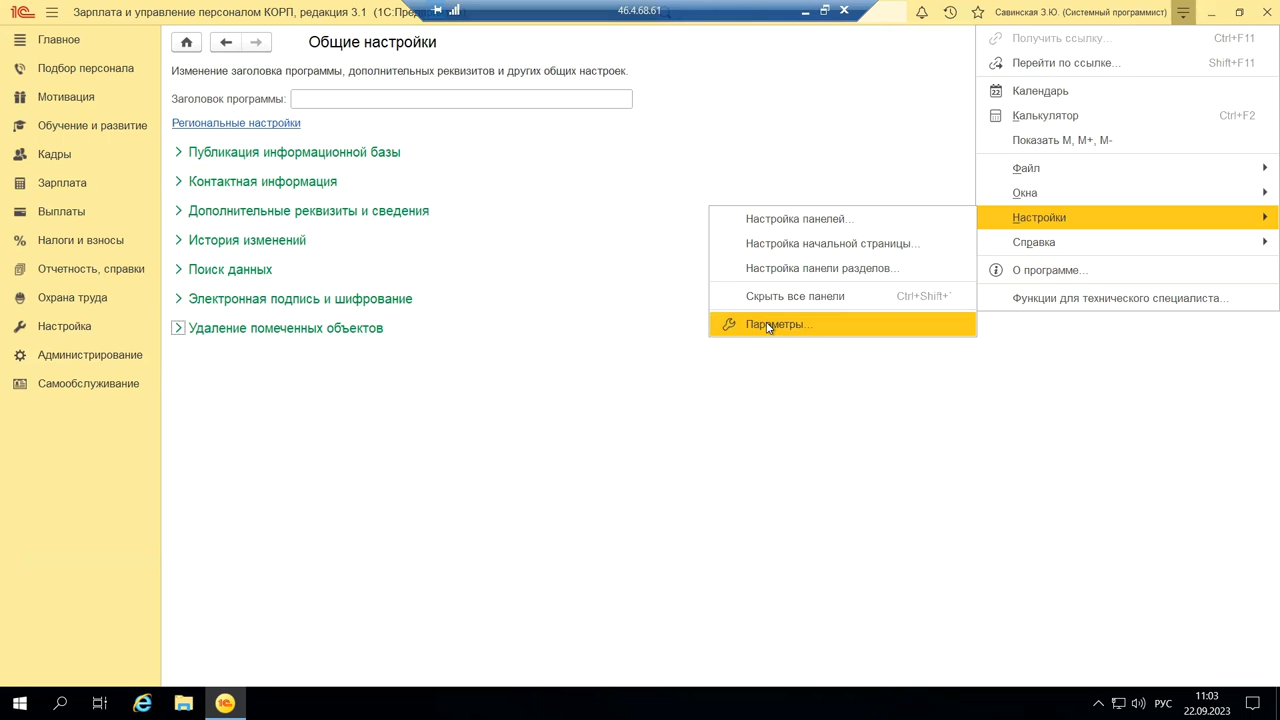 Зарплата и управление персоналом КОРП, редакция 3.1 (1С:Пред
46.4.68.61
Савинская З.Ю. (Системный программист)
Главное
Подбор персонала
Мотивация
Обучение и развитие
Кадры
Зарплата
Выплаты
Налоги и взносы
Отчетность, справки
Охрана труда
Настройка
Администрирование
Самообслуживание
Общие настройки
Изменение заголовка программы, дополнительных реквизитов и других общих настроек.
Заголовок программы:
Региональные настройки
Публикация информационной базы
Контактная информация
Дополнительные реквизиты и сведения
История изменений
Поиск данных
Электронная подпись и шифрование
Удаление помеченных объектов
Настройка панелей...
Настройка начальной страницы...
Настройка панели разделов...
Скрыть все панели Ctrl+Shift+`
Параметры...
Получить ссылку... Ctrl+F11
Перейти по ссылке... Shift+F11
22 Календарь
Калькулятор Ctrl+F2
Показать M, M+, M-
Файл
Окна
Настройки
Справка
О программе...
Функции для технического специалиста...
РУС
11:03
22.09.2023